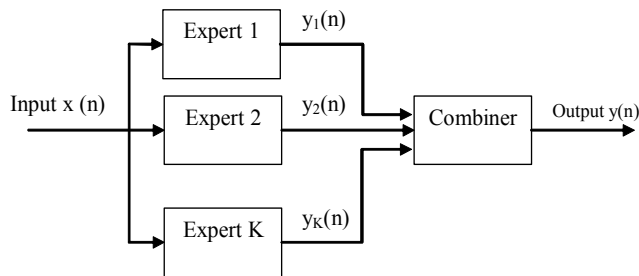 Expert 1
y1(n)
Input x (n)
Expert 2
y2(n)
Combiner
Output y(n)
Expert K
yK(n)